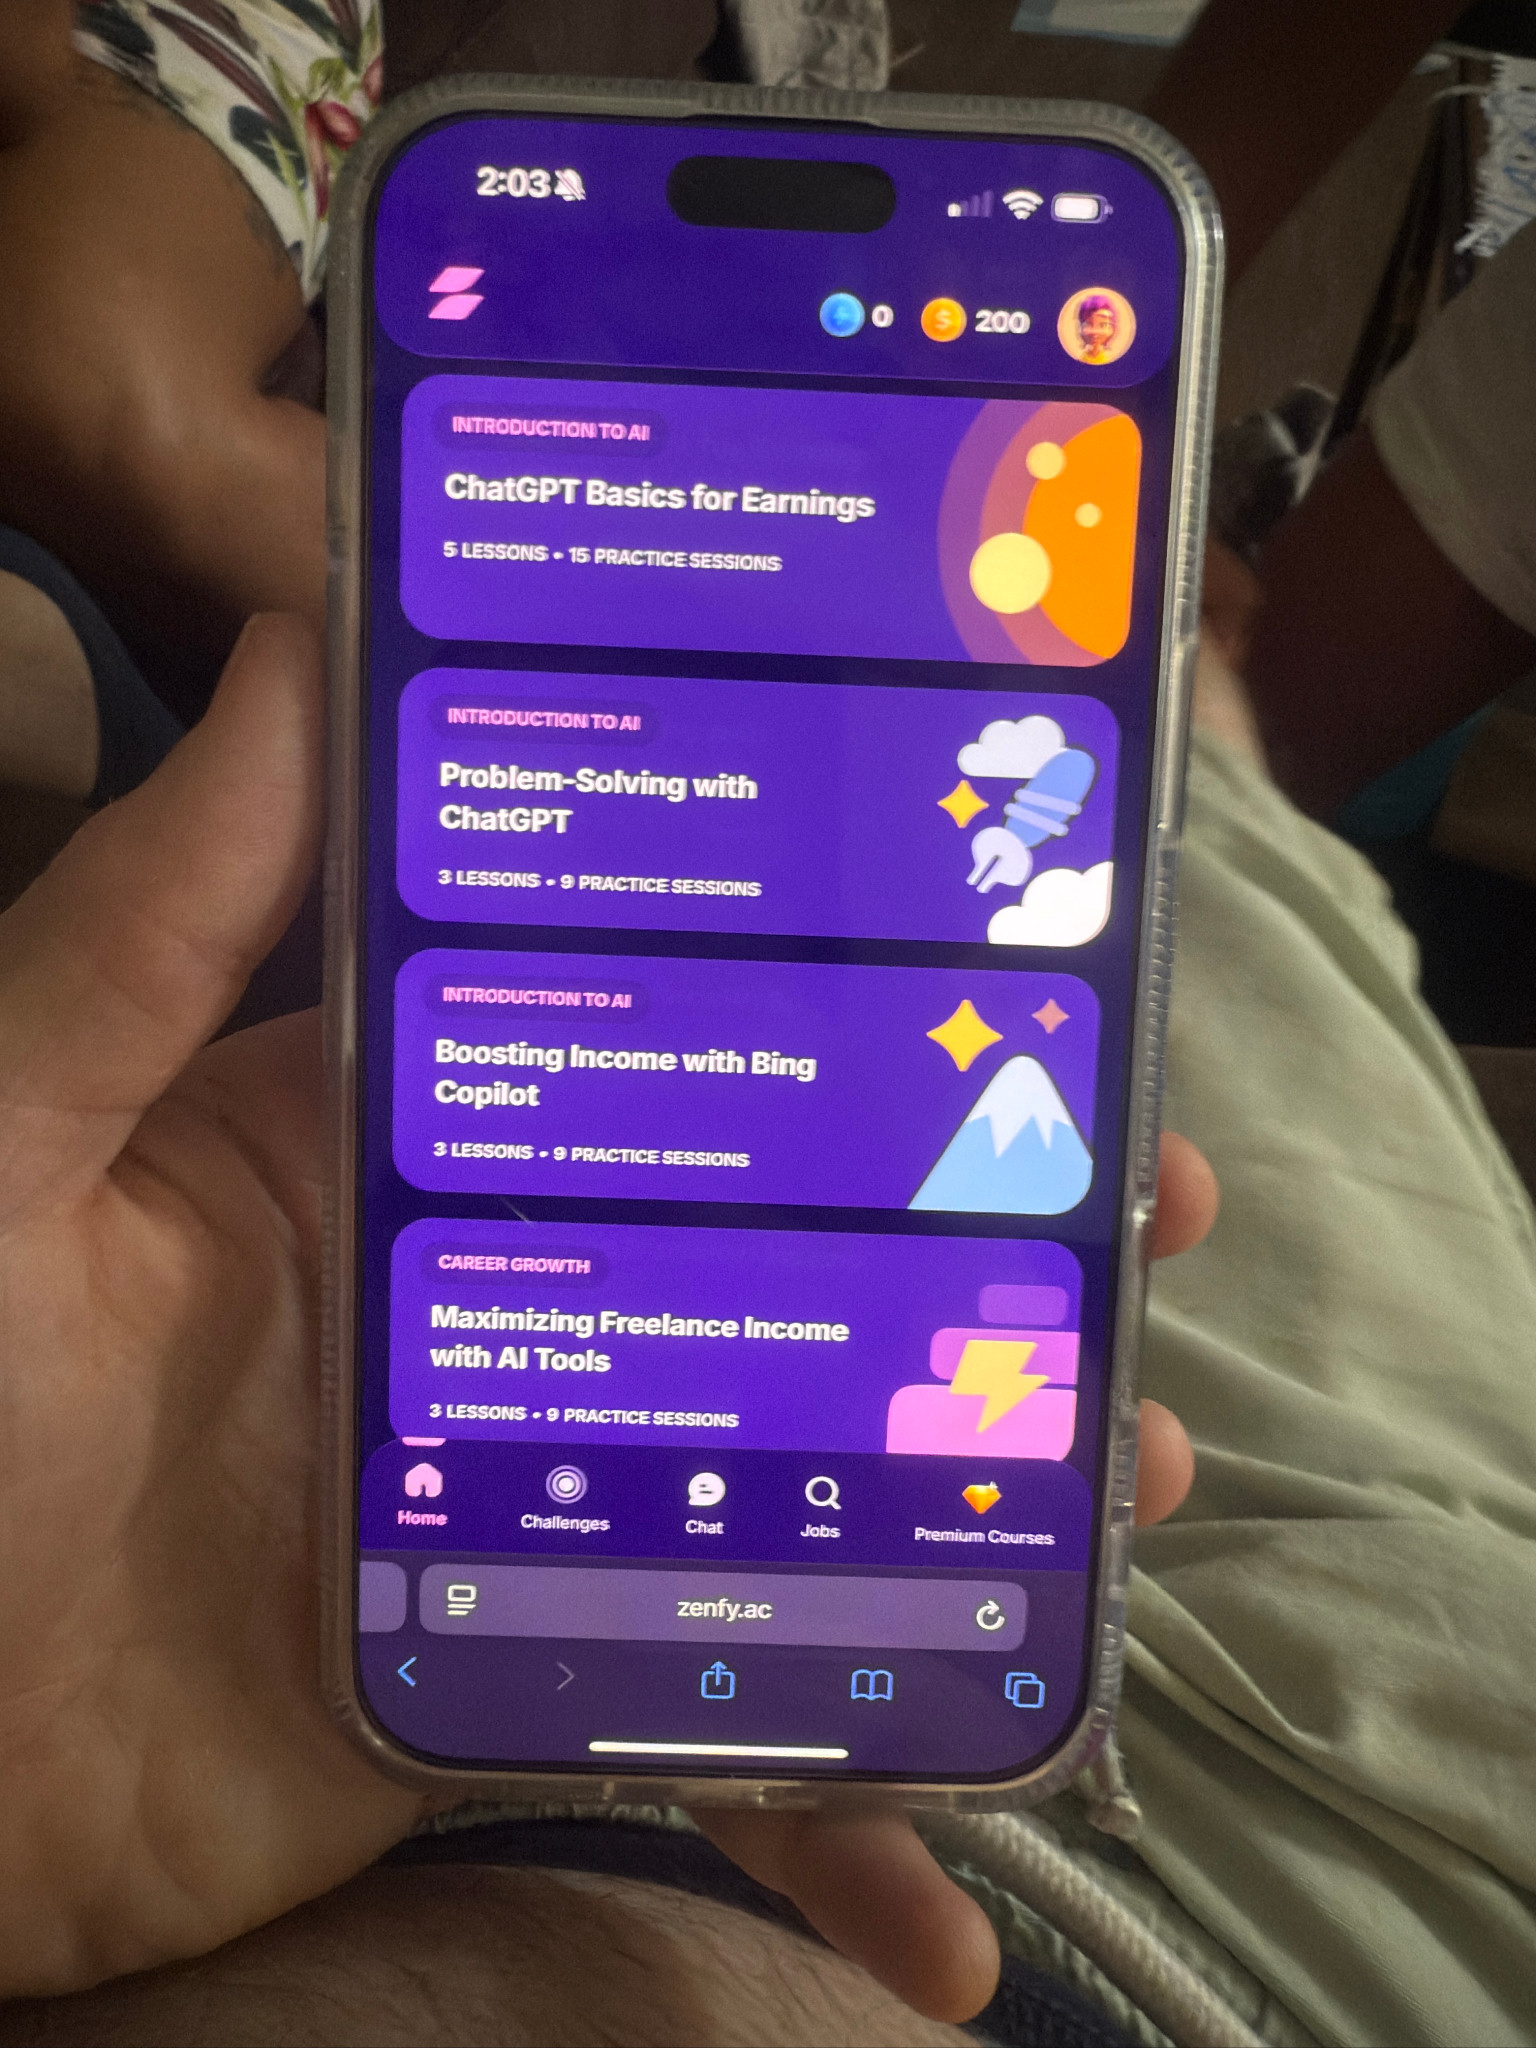 2:03
0
200
INTRODUCTION TO AI
ChatGPT Basics for Earnings
5 LESSONS • 15 PRACTICE SESSIONS
INTRODUCTION TO AI
Problem-Solving with
ChatGPT
3 LESSONS • 9 PRACTICE SESSIONS
INTRODUCTION TO AI
Boosting Income with Bing
Copilot
3 LESSONS • 9 PRACTICE SESSIONS
CAREER GROWTH
Maximizing Freelance Income
with AI Tools
3 LESSONS • 9 PRACTICE SESSIONS
Home
Challenges
Chat
Jobs
Premium Courses
zenfy.ac